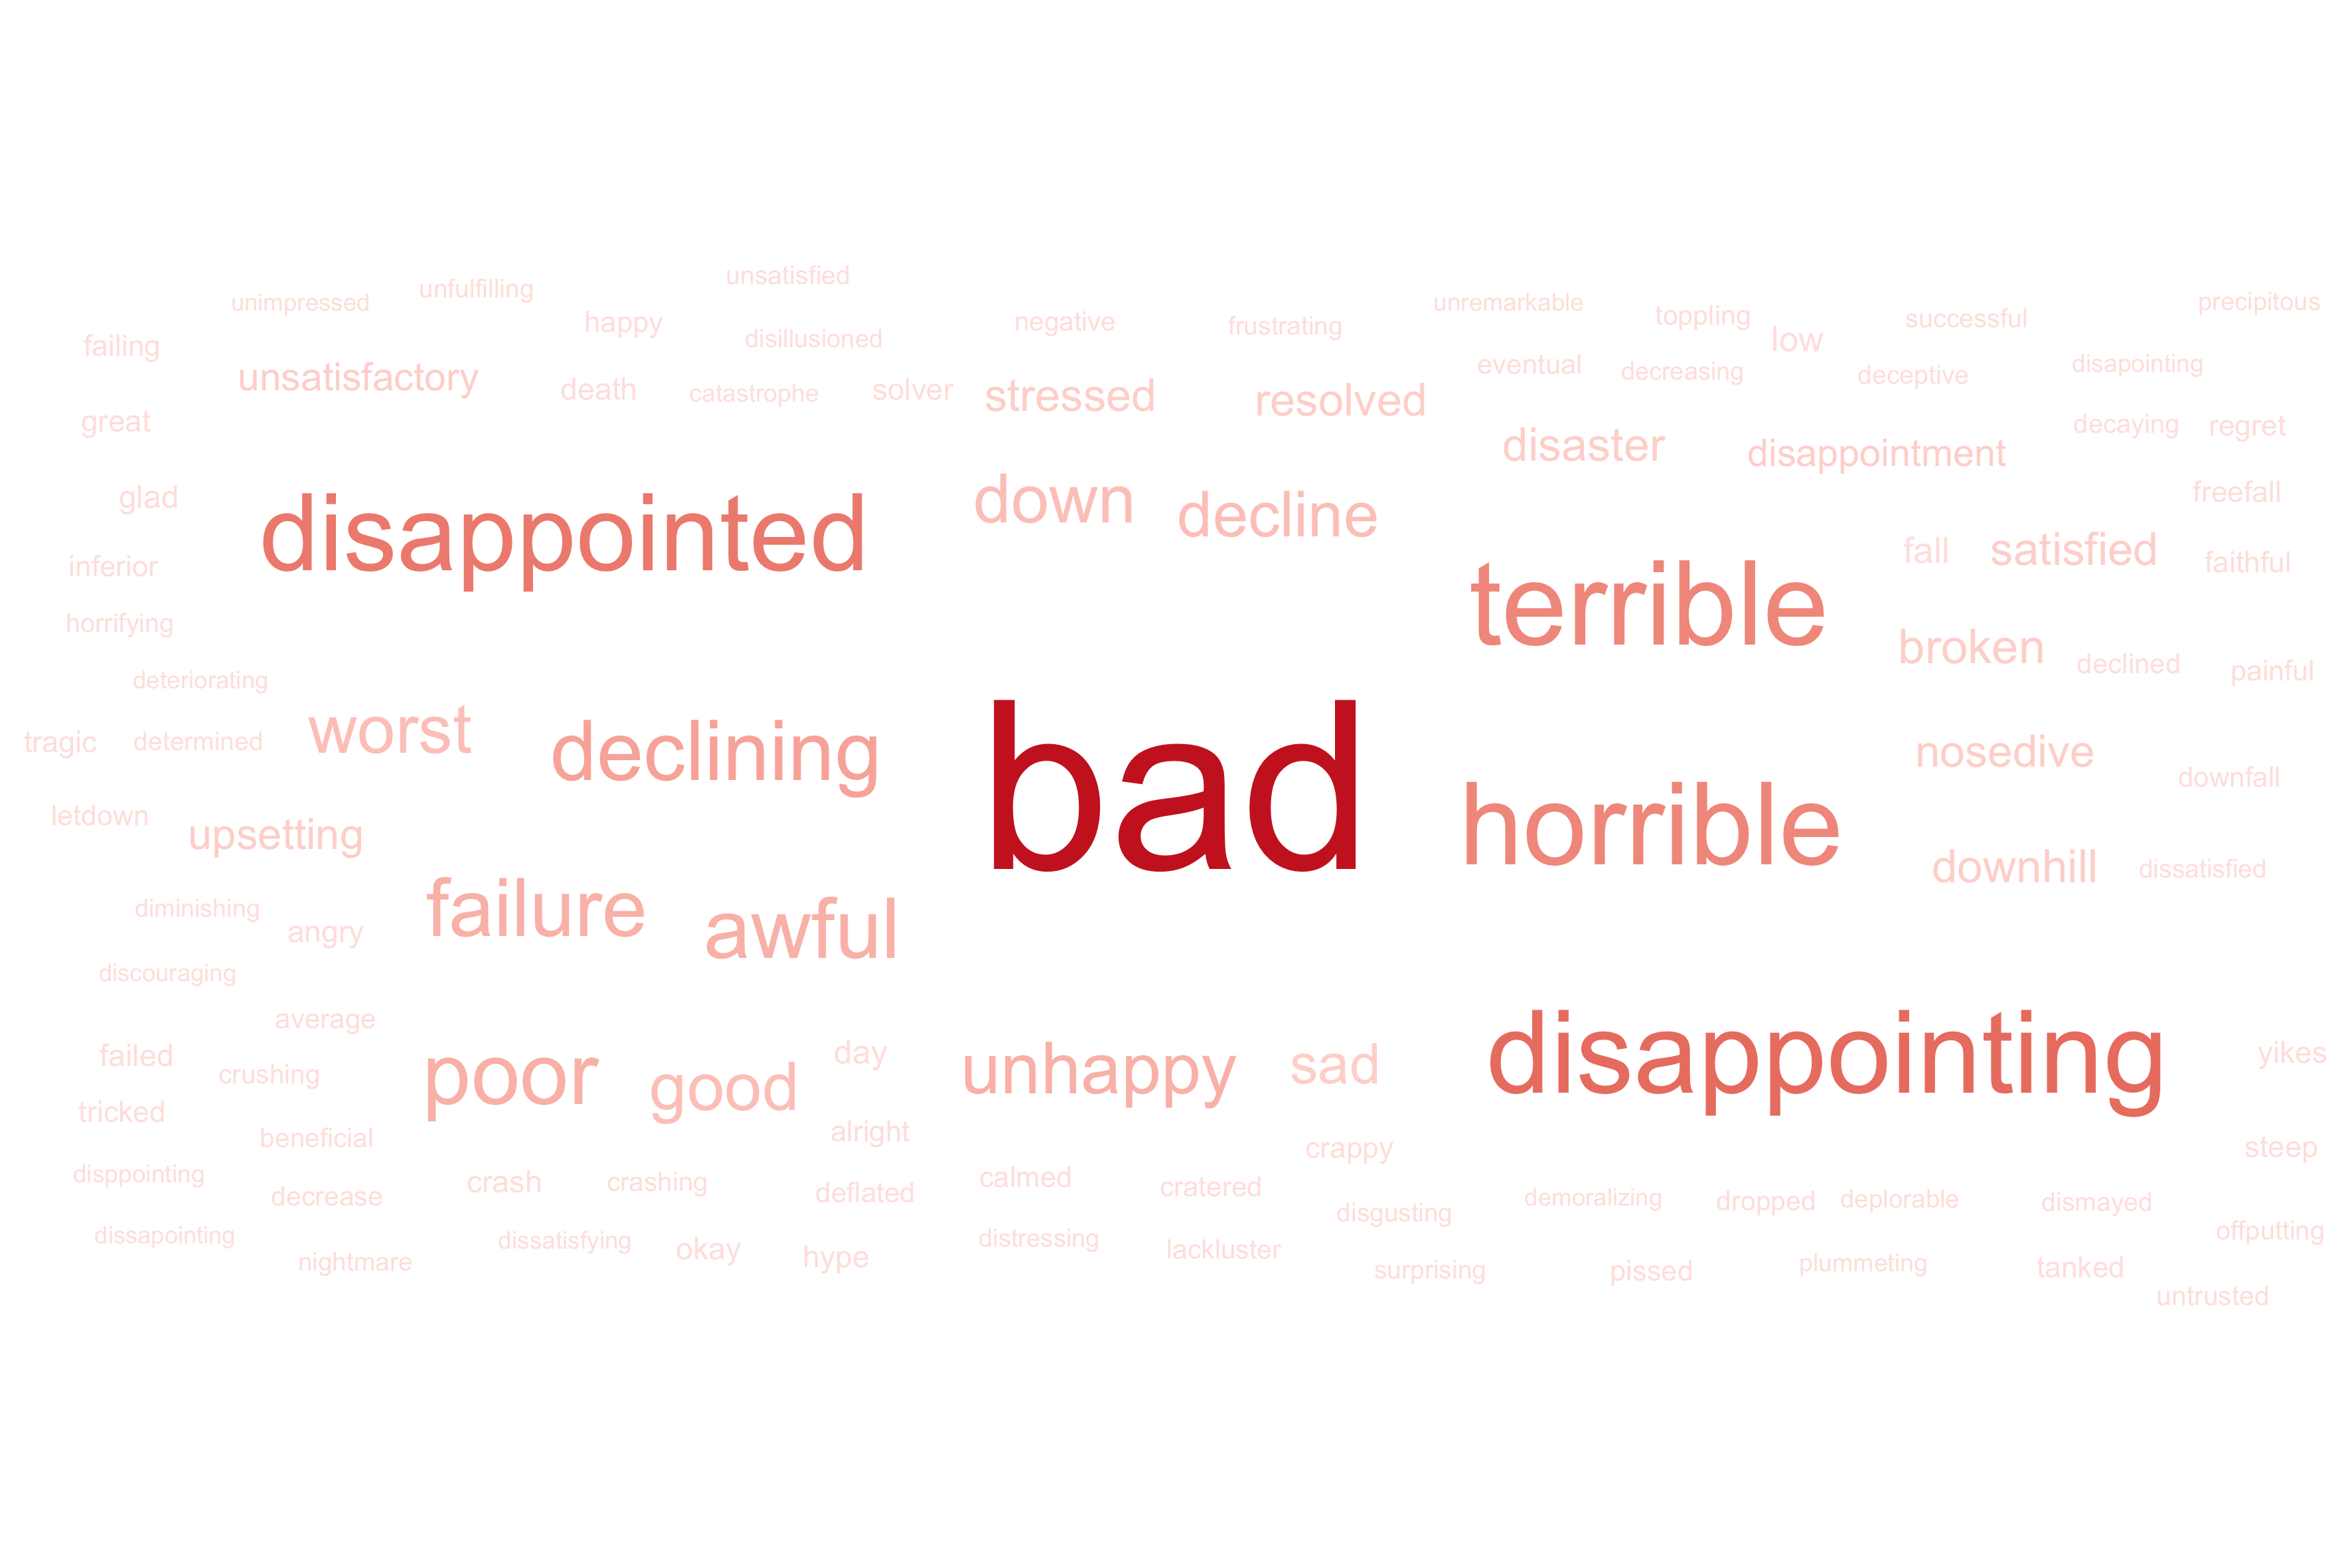 unsatisfied
unfulfilling
unimpressed
happy
negative
frustrating
unremarkable
toppling
successful
precipitous
failing
disillusioned
low
unsatisfactory
death
catastrophe
solver
stressed
resolved
eventual
decreasing
deceptive
disapointing
great
disaster
disappointment
decaying
regret
glad
disappointed
down
decline
freefall
inferior
terrible
fall
satisfied
faithful
horrifying
broken
declined
painful
deteriorating
tragic
determined
worst
declining
bad
nosedive
downfall
letdown
upsetting
horrible
downhill
dissatisfied
diminishing
angry
failure
awful
discouraging
average
failed
crushing
poor
good
day
unhappy
sad
disappointing
yikes
tricked
beneficial
alright
crappy
steep
disppointing
decrease
crash
crashing
deflated
calmed
cratered
disgusting
demoralizing
dropped
deplorable
dismayed
offputting
dissapointing
nightmare
dissatisfying
okay
hype
distressing
lackluster
surprising
pissed
plummeting
tanked
untrusted